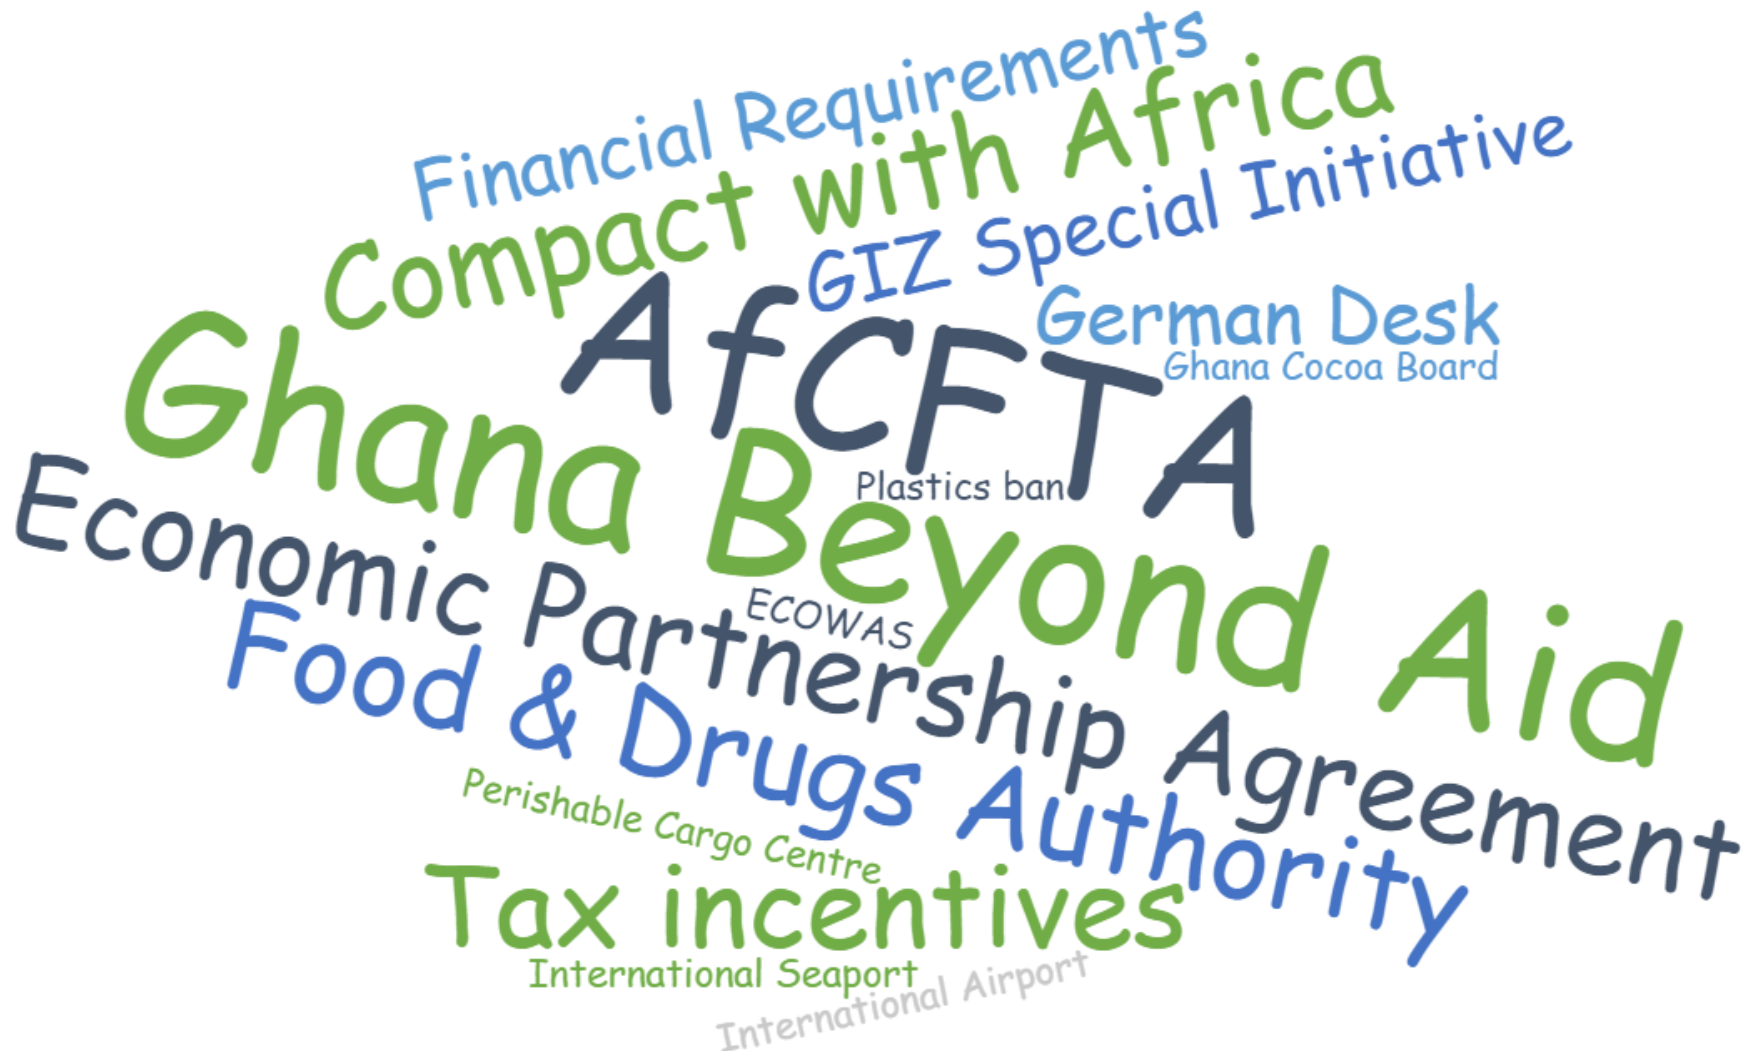 Financial Requirements
Compact with Africa
GIZ Special Initiative
AfCFTA
German Desk
Ghana Cocoa Board
Ghana Beyond Aid
Plastics ban
Economic Partnership Agreement
ECOWAS
Food & Drugs Authority
Perishable Cargo Centre
Tax incentives
International Seaport
International Airport